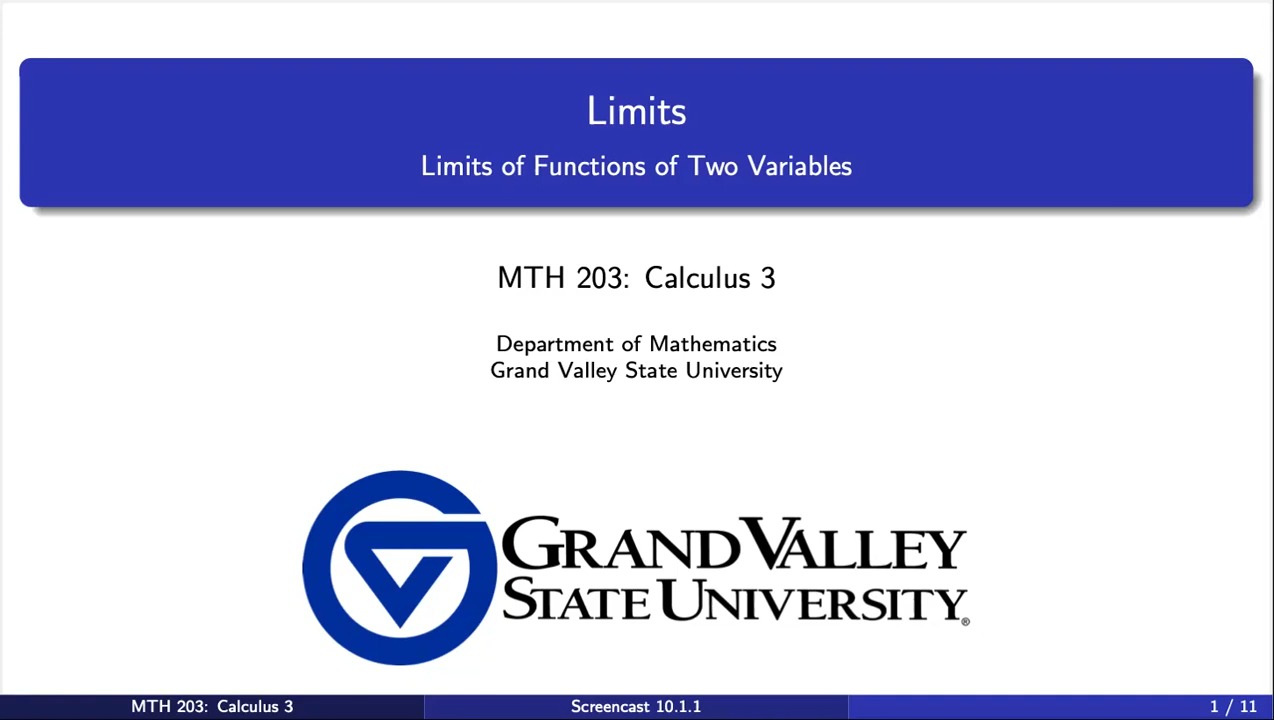 Limits
Limits of Functions of Two Variables
MTH 203: Calculus 3
Department of Mathematics
Grand Valley State University
GRAND VALLEY
STATE UNIVERSITY®
MTH 203: Calculus 3 Screencast 10.1.1 1 / 11